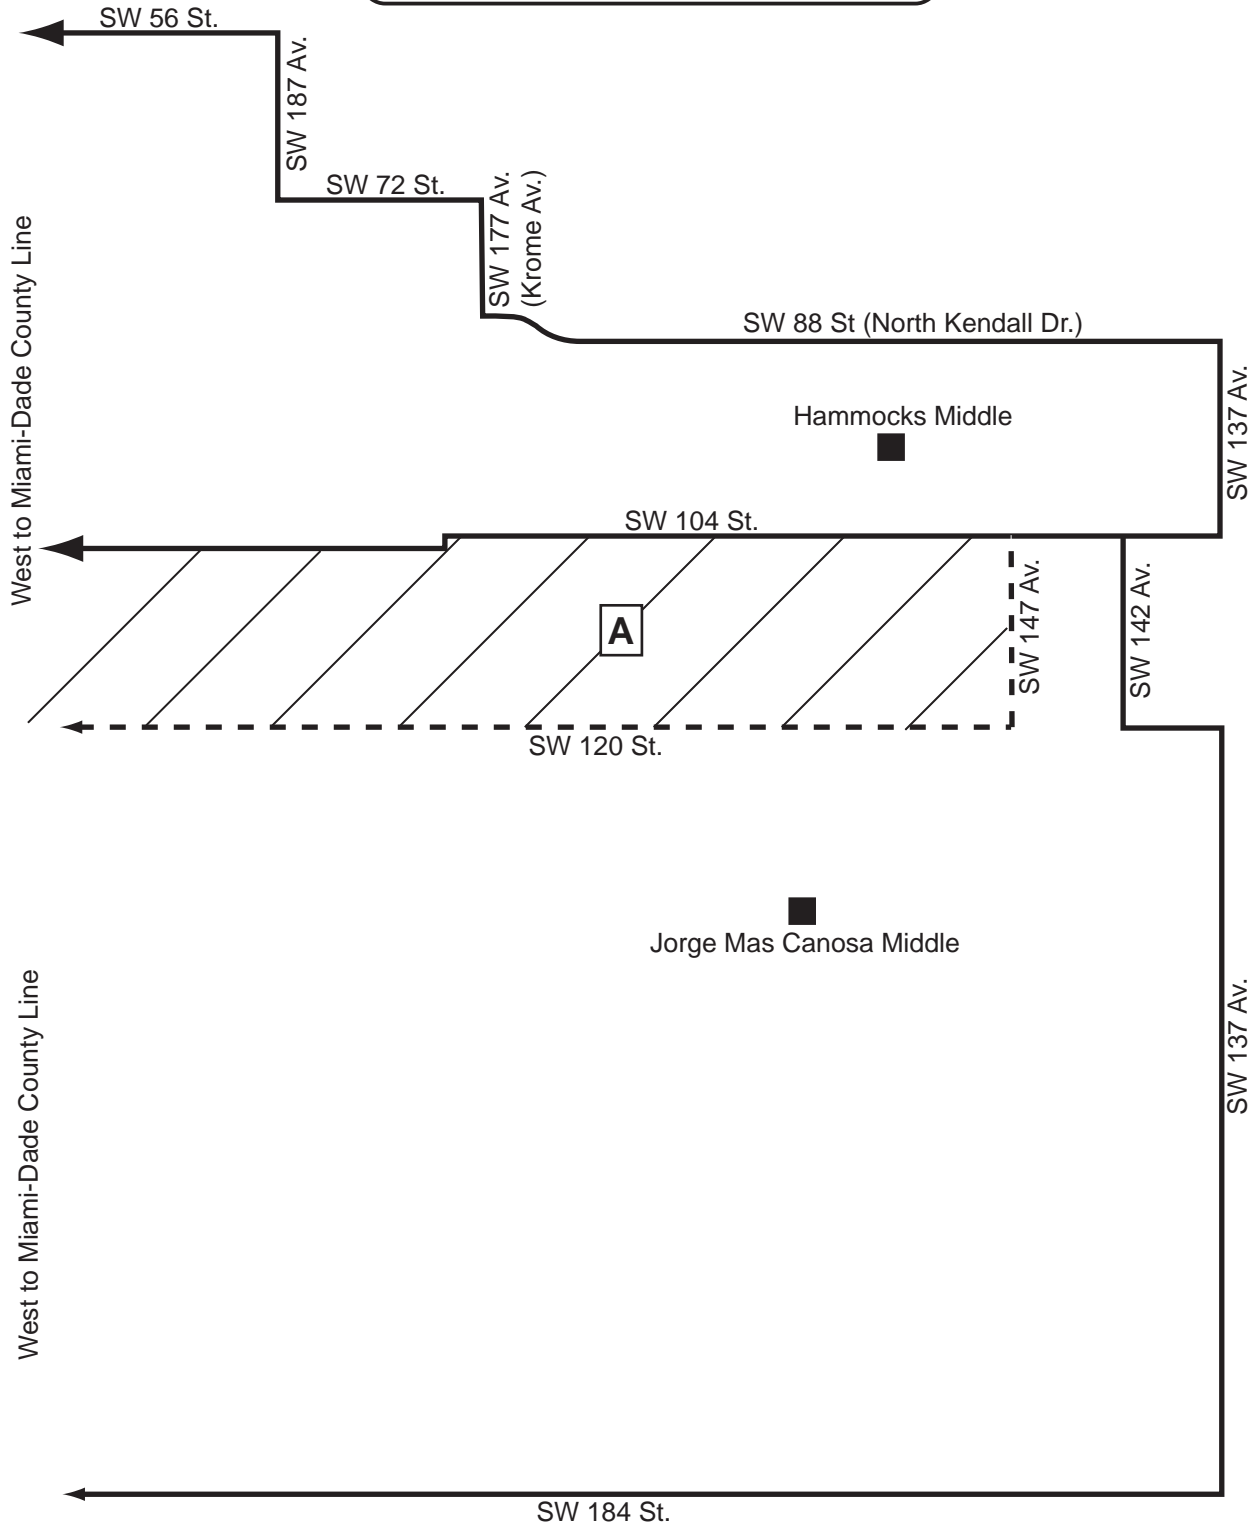 SW 56 St.
SW 187 Av.
SW 72 St.
SW 177 Av.
(Krome Av.)
West to Miami-Dade County Line
SW 88 St (North Kendall Dr.)
SW 137 Av.
Hammocks Middle
SW 104 St.
A
SW 147 Av.
SW 142 Av.
SW 120 St.
Jorge Mas Canosa Middle
West to Miami-Dade County Line
SW 137 Av.
SW 184 St.